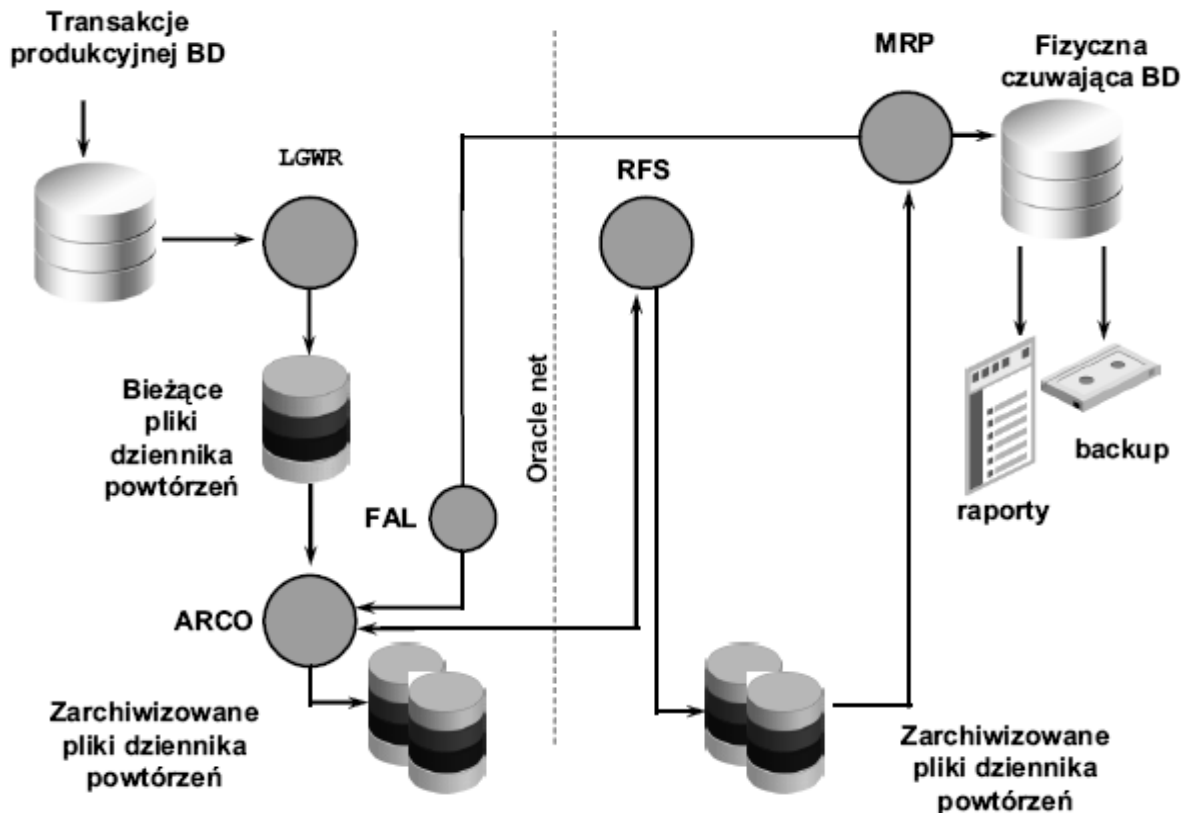 Transakcje
produkcyjnej BD
MRP
Fizyczna
czuwająca BD
LGWR
RFS
Bieżące
pliki
dziennika
powtórzeń
Oracle net
backup
raporty
FAL
ARCO
Zarchiwizowane
pliki dziennika
powtórzeń
Zarchiwizowane
pliki dziennika
powtórzeń